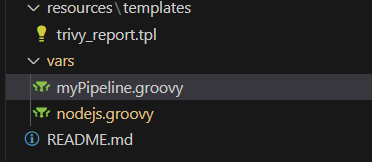 resources\templates
trivy_report.tpl
vars
myPipeline.groovy
nodejs.groovy
README.md